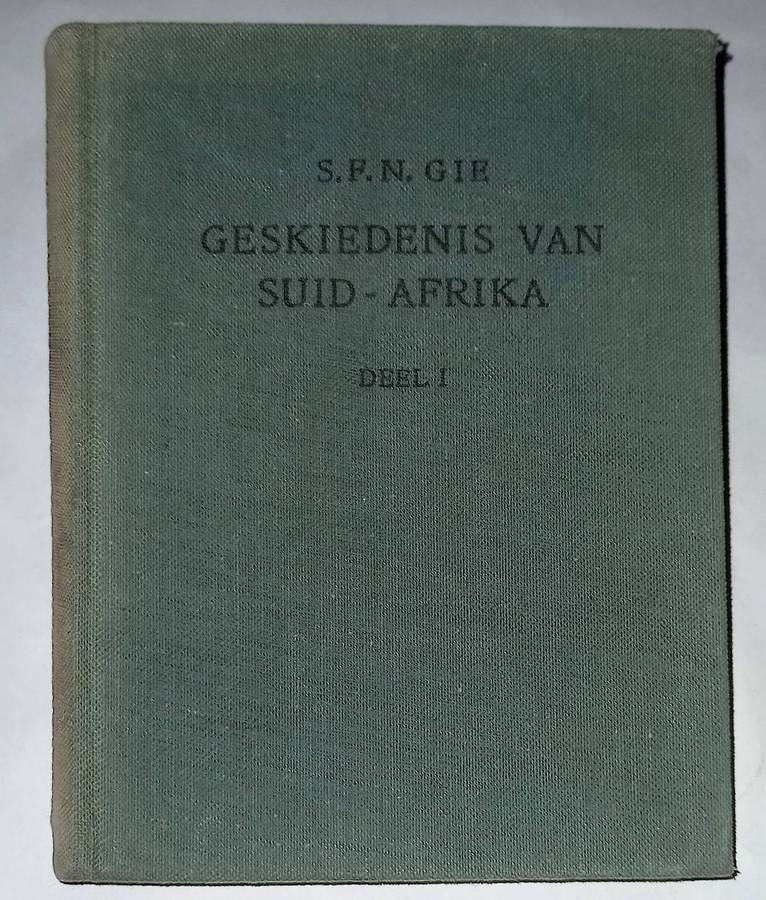 S. F. N. GIE
GESKIEDENIS VAN
SUID - AFRIKA
DEEL I